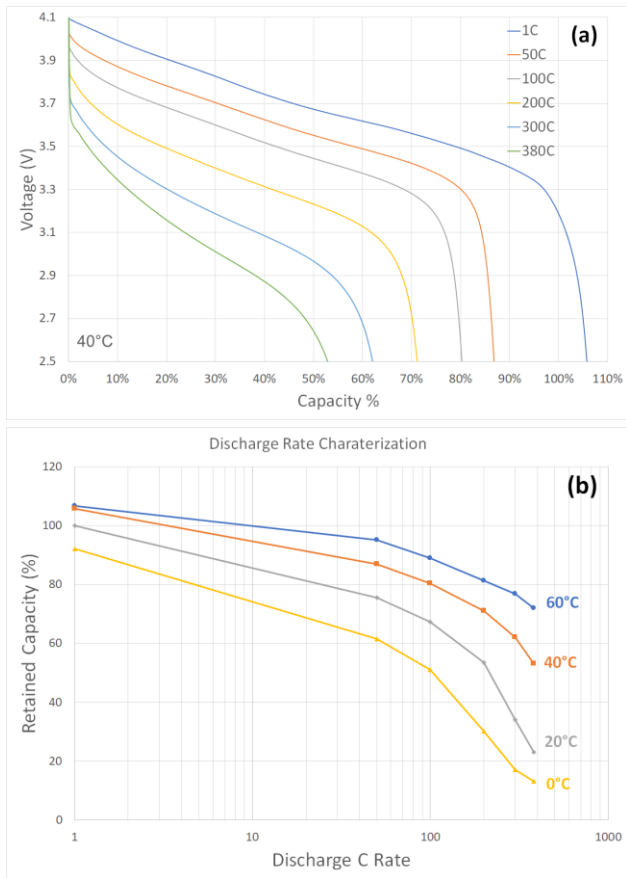 4.1
3.9
3.7
3.5
3.3
3.1
2.9
2.7
2.5
Voltage (V)
1C
50C
100C
200C
300C
380C
(a)
40°C
0% 10% 20% 30% 40% 50% 60% 70% 80% 90% 100% 110%
Capacity %
Discharge Rate Charaterization
(b)
120
100
80
60
40
20
0
Retained Capacity (%)
60°C
40°C
20°C
0°C
1 10 100 1000
Discharge C Rate